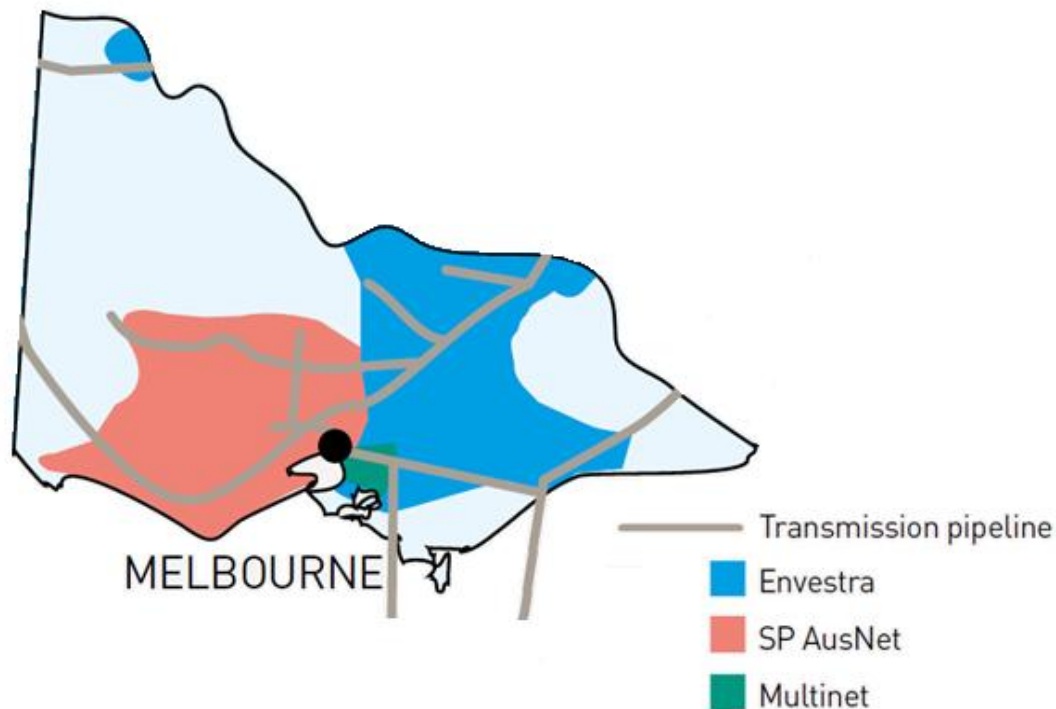 MELBOURNE
Transmission pipeline
Envestra
SP AusNet
Multinet